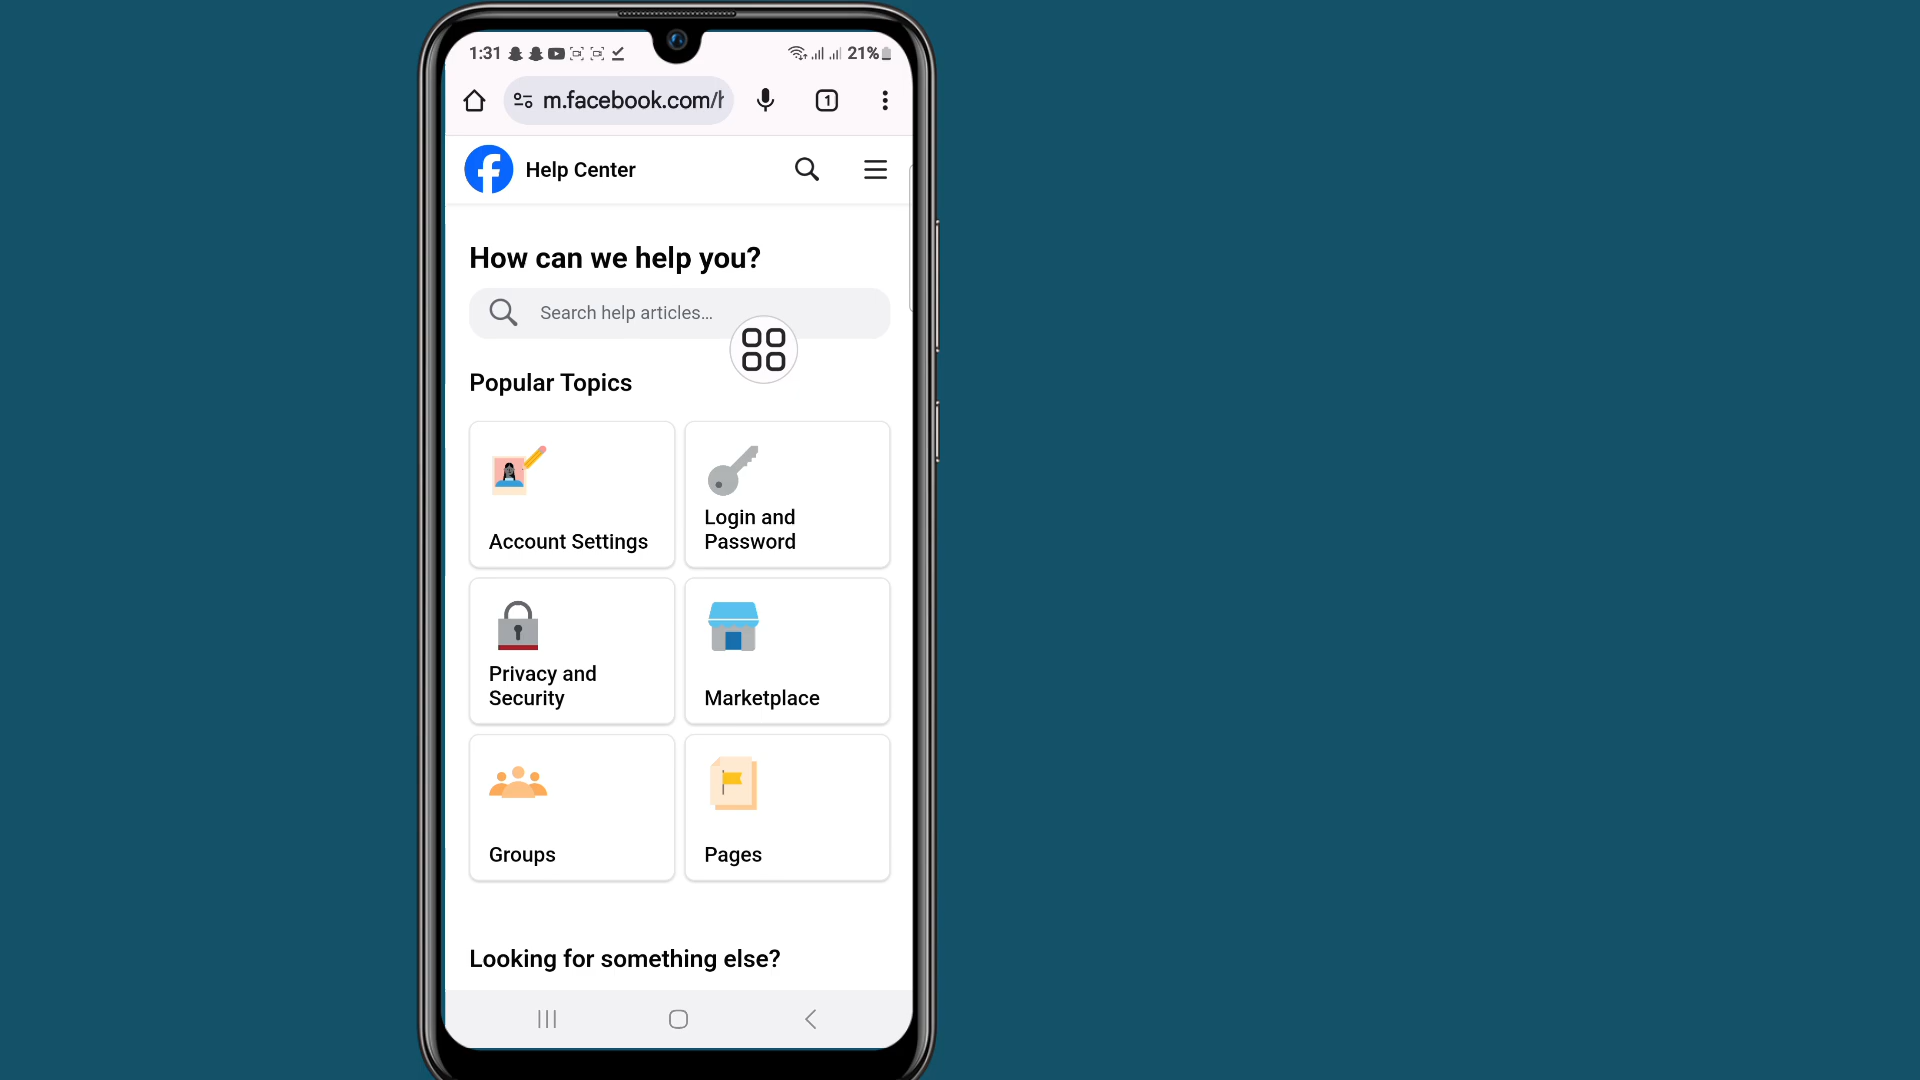 1:31
21%
m.facebook.com/h
1
Help Center
How can we help you?
Search help articles...
Popular Topics
Account Settings
Login and
Password
Privacy and
Security
Marketplace
Groups
Pages
Looking for something else?